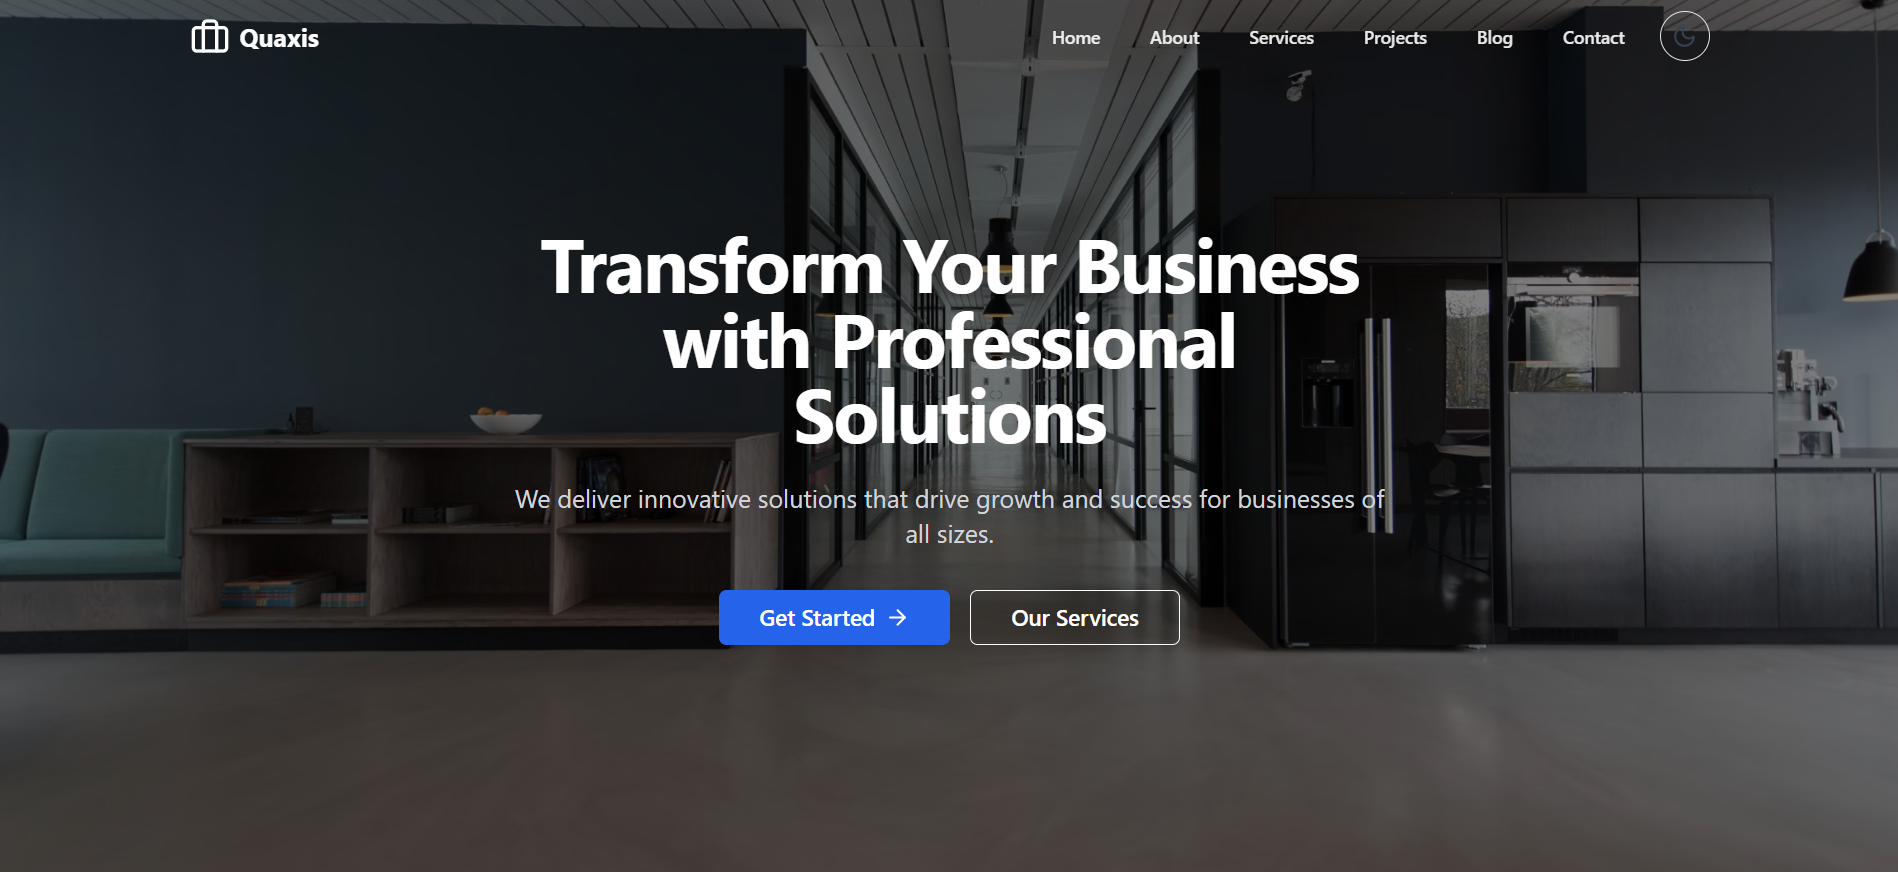 Quaxis
Home About Services Projects Blog Contact
Transform Your Business
with Professional
Solutions
We deliver innovative solutions that drive growth and success for businesses of
all sizes.
Get Started →
Our Services